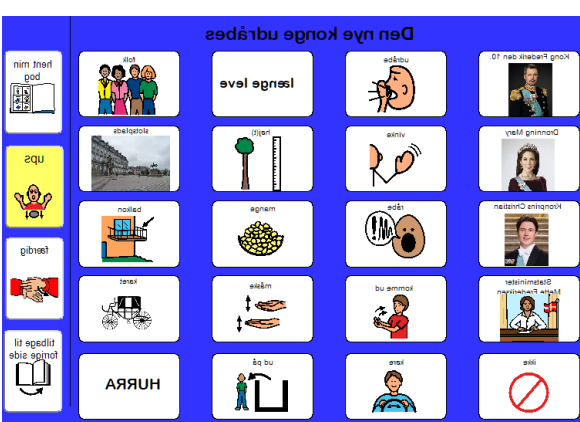 Den nye konge udråbes
Kong Frederik den 10.
udråbe
længe leve
folk
hent min
bog
Dronning Mary
vinke
høj(t)
slotsplads
ups
Kronprins Christian
råbe
mange
balkon
færdig
Statsminister
Mette Frederiksen
komme ud
måske
karet
tilbage til
forrige side
ikke
køre
ud på
HURRA